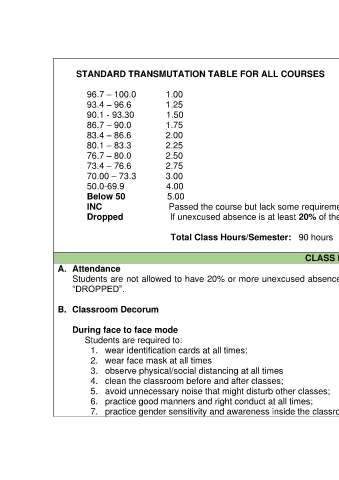 STANDARD TRANSMUTATION TABLE FOR ALL COURSES
96.7 – 100.0 1.00
93.4 – 96.6 1.25
90.1 - 93.30 1.50
86.7 – 90.0 1.75
83.4 – 86.6 2.00
80.1 – 83.3 2.25
76.7 – 80.0 2.50
73.4 – 76.6 2.75
70.00 – 73.3 3.00
50.0-69.9 4.00
Below 50 5.00
INC Passed the course but lack some
Dropped If unexcused absence is at least 20% of the
Total Class Hours/Semester: 90 hours
CLASS
A. Attendance
Students are not allowed to have 20% or more unexcused
“DROPPED”.
B. Classroom Decorum
During face to face mode
Students are required to:
1. wear identification cards at all times;
2. wear face mask at all times
3. observe physical/social distancing at all times
4. clean the classroom before and after classes;
5. avoid unnecessary noise that might disturb other classes;
6. practice good manners and right conduct at all times;
7. practice gender sensitivity and awareness inside the